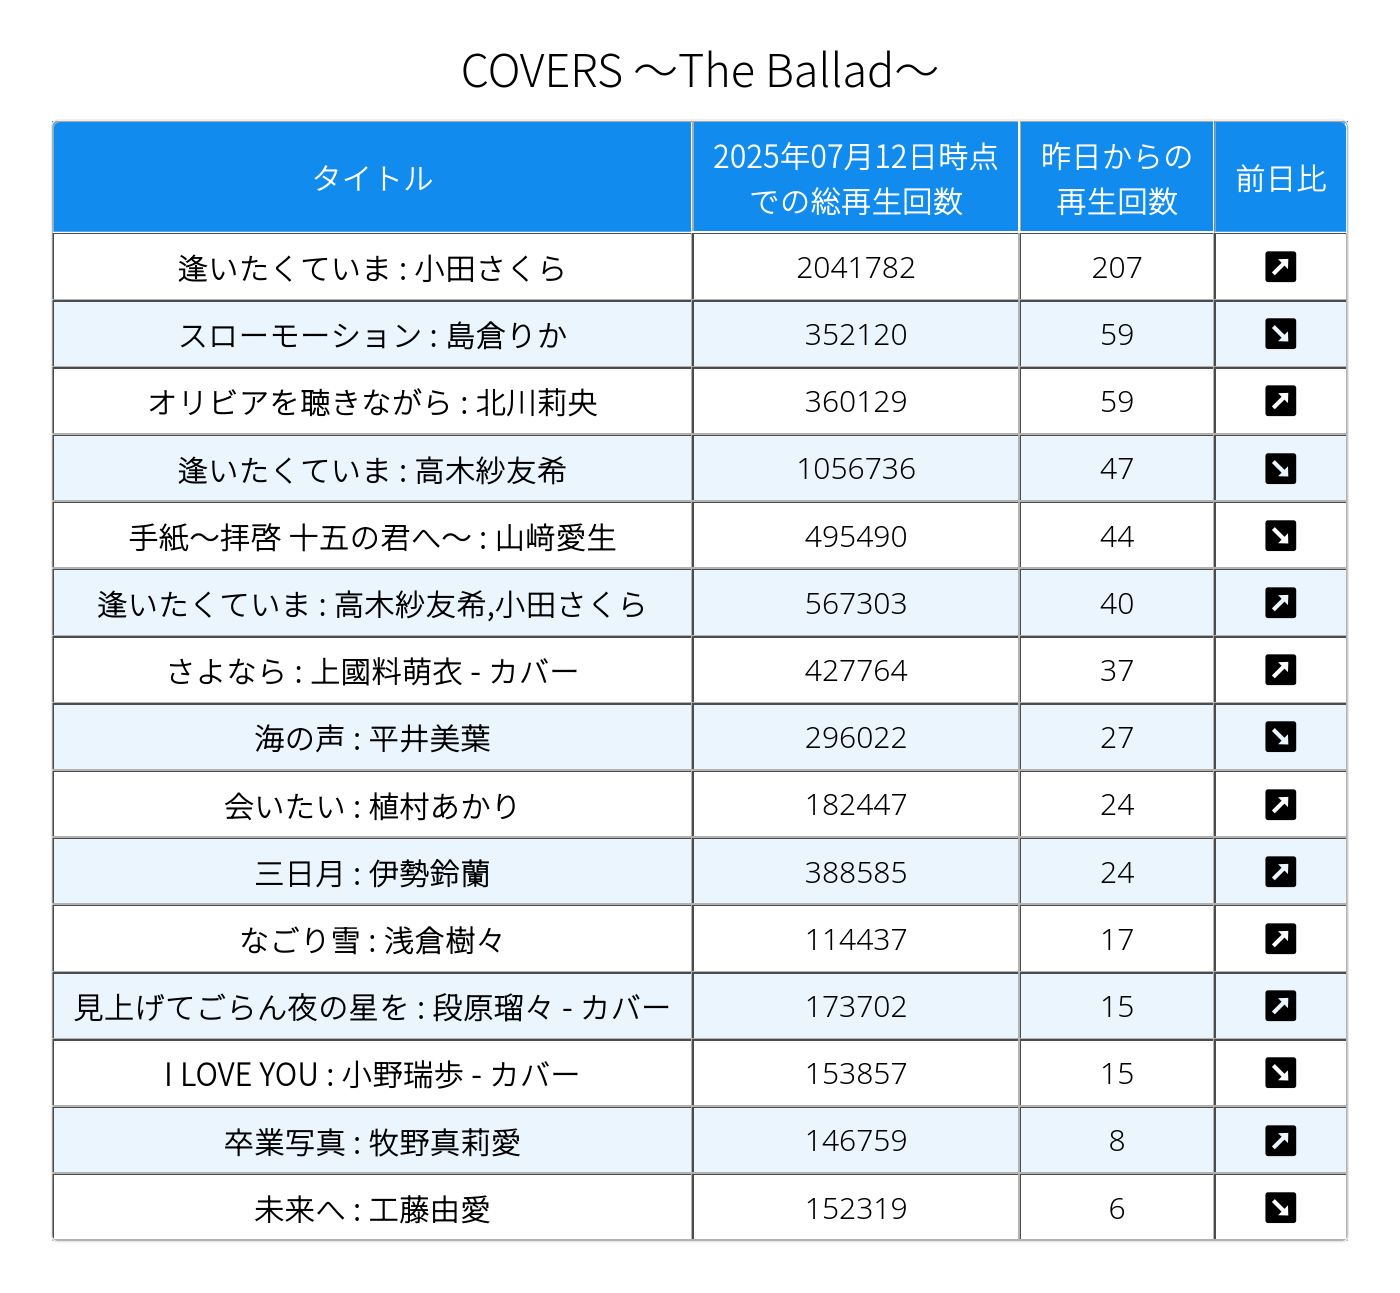 COVERS ～The Ballad～
タイトル 2025年07月12日時点での総再生回数 昨日からの再生回数 前日比
逢いたくていま : 小田さくら 2041782 207 ↗
スローモーション : 島倉りか 352120 59 ↘
オリビアを聴きながら : 北川莉央 360129 59 ↗
逢いたくていま : 高木紗友希 1056736 47 ↘
手紙～拝啓 十五の君へ～ : 山﨑愛生 495490 44 ↘
逢いたくていま : 高木紗友希,小田さくら 567303 40 ↗
さよなら : 上國料萌衣 - カバー 427764 37 ↗
海の声 : 平井美葉 296022 27 ↘
会いたい : 植村あかり 182447 24 ↗
三日月 : 伊勢鈴蘭 388585 24 ↗
なごり雪 : 浅倉樹々 114437 17 ↗
見上げてごらん夜の星を : 段原瑠々 - カバー 173702 15 ↗
I LOVE YOU : 小野瑞歩 - カバー 153857 15 ↘
卒業写真 : 牧野真莉愛 146759 8 ↗
未来へ : 工藤由愛 152319 6 ↘